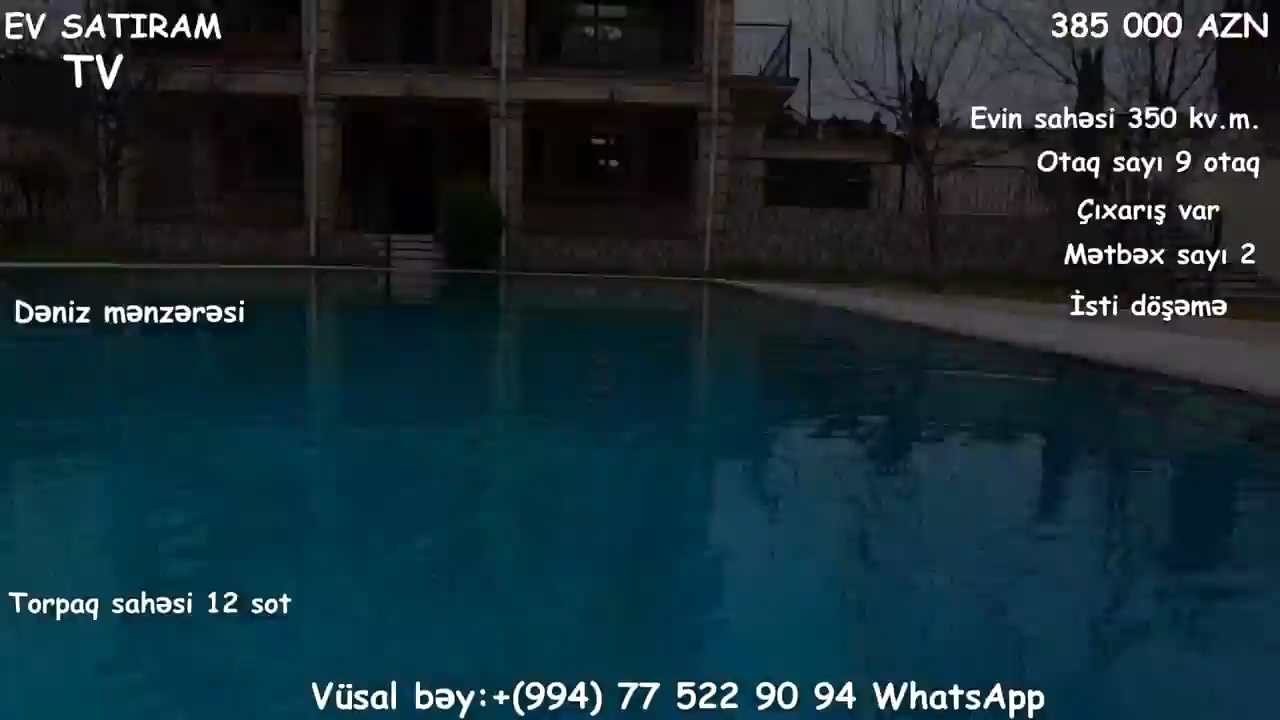 EV SATIRAM
TV
385 000 AZN
Evin sahəsi 350 kv.m.
Otaq sayı 9 otaq
Çıxarış var
Mətbəx sayı 2
İsti döşəmə
Dəniz mənzərəsi
Torpaq sahəsi 12 sot
Vüsal bəy:+(994) 77 522 90 94 WhatsApp